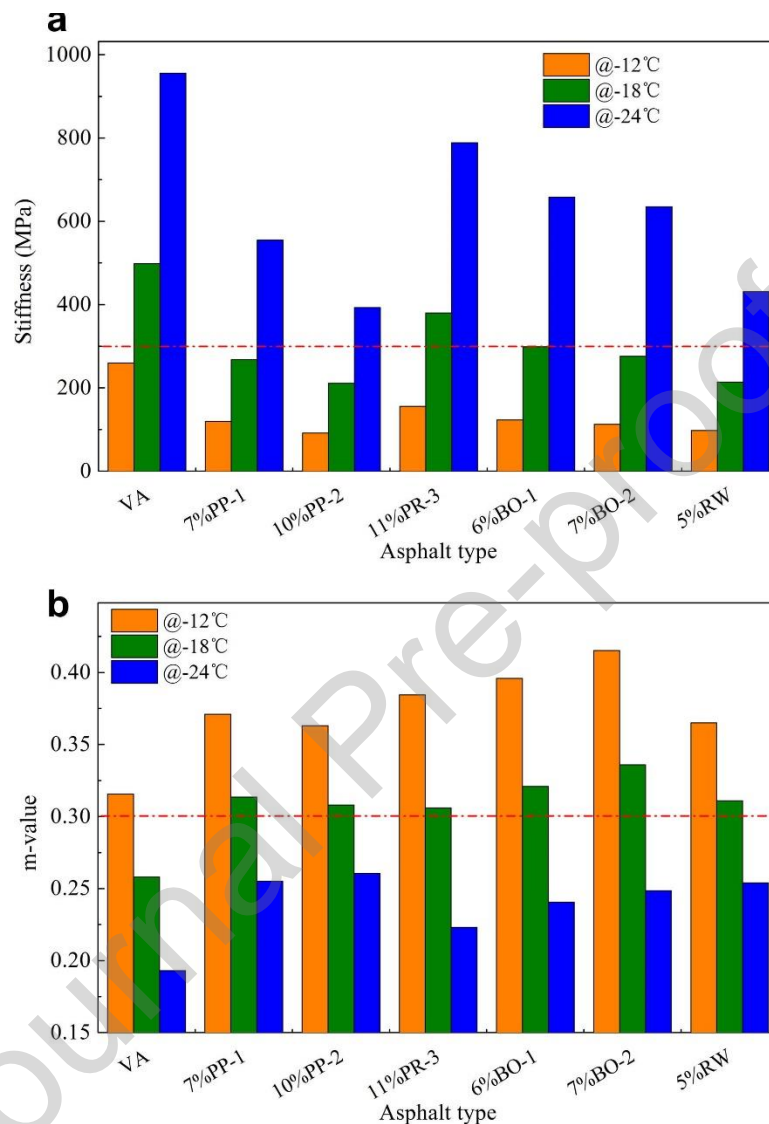 a
1000
800
600
400
200
0
Stiffness (MPa)
@-12℃
@-18℃
@-24℃
VA
7%PP-1
10%PP-2
11%PR-3
6%BO-1
7%BO-2
5%RW
Asphalt type
b
0.40
0.35
0.30
0.25
0.20
0.15
m-value
@-12℃
@-18℃
@-24℃
VA
7%PP-1
10%PP-2
11%PR-3
6%BO-1
7%BO-2
5%RW
Asphalt type
ournal Pre-proof